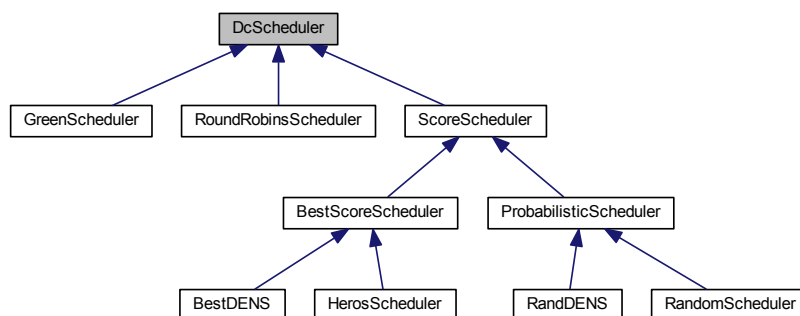 DcScheduler
GreenScheduler
RoundRobinsScheduler
ScoreScheduler
BestScoreScheduler
ProbabilisticScheduler
BestDENS
HerosScheduler
RandDENS
RandomScheduler